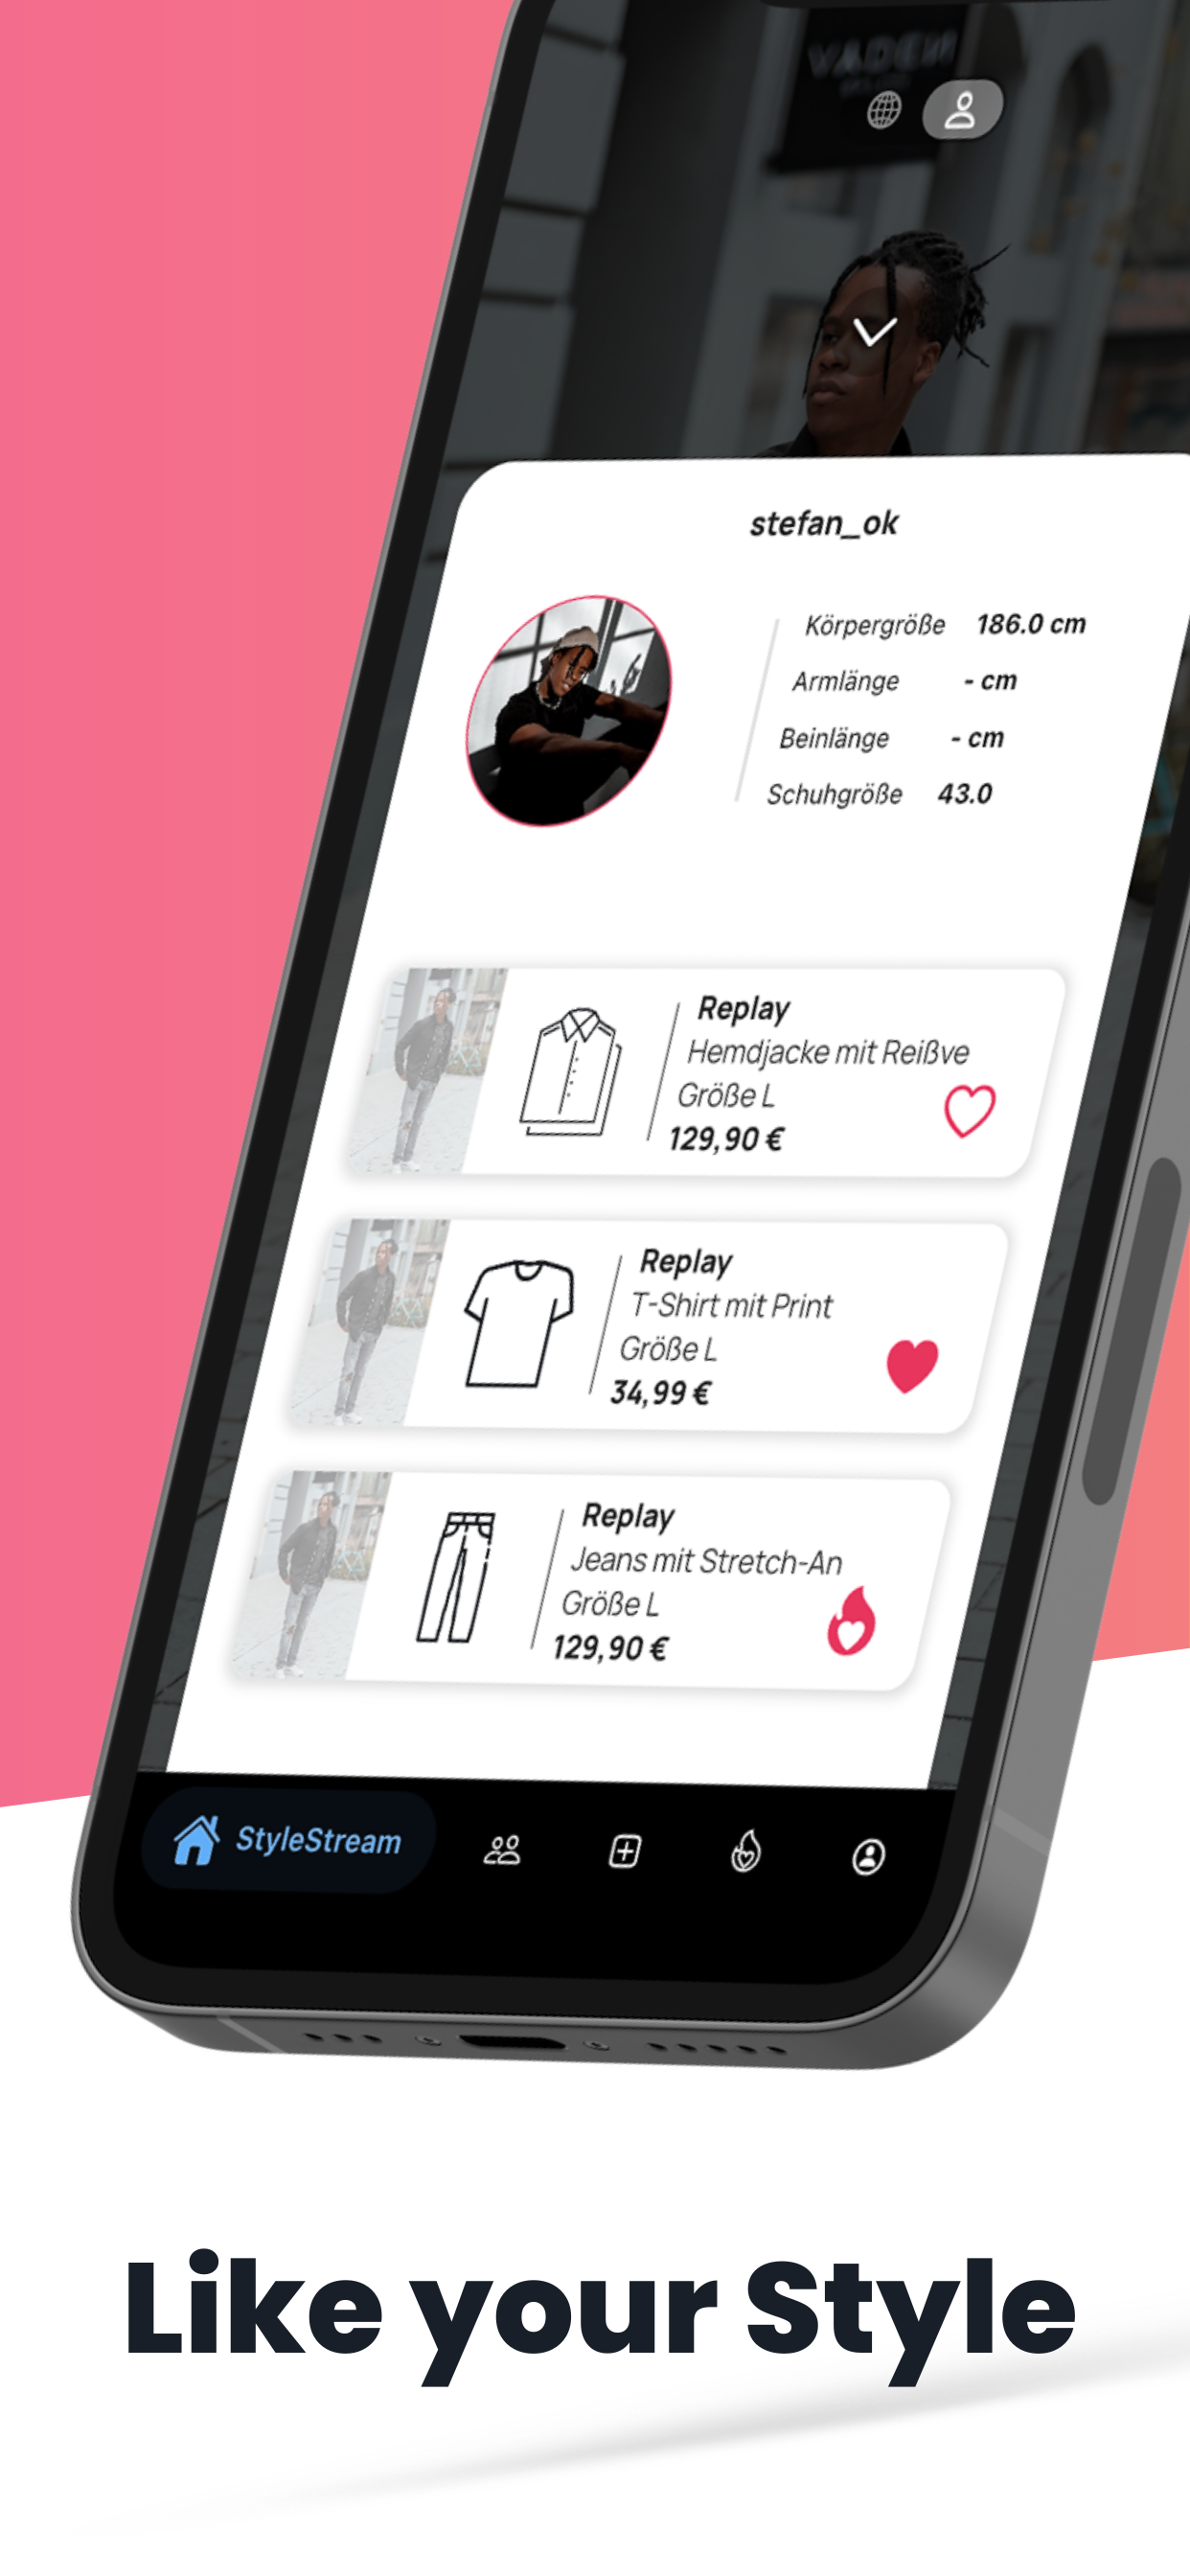 VADEN
stefan_ok
Körpergröße 186.0 cm
Armlänge - cm
Beinlänge - cm
Schuhgröße 43.0
Replay
Hemdjacke mit Reißve
Größe L
129,90 €
Replay
T-Shirt mit Print
Größe L
34,99 €
Replay
Jeans mit Stretch-An
Größe L
129,90 €
StyleStream
Like your Style